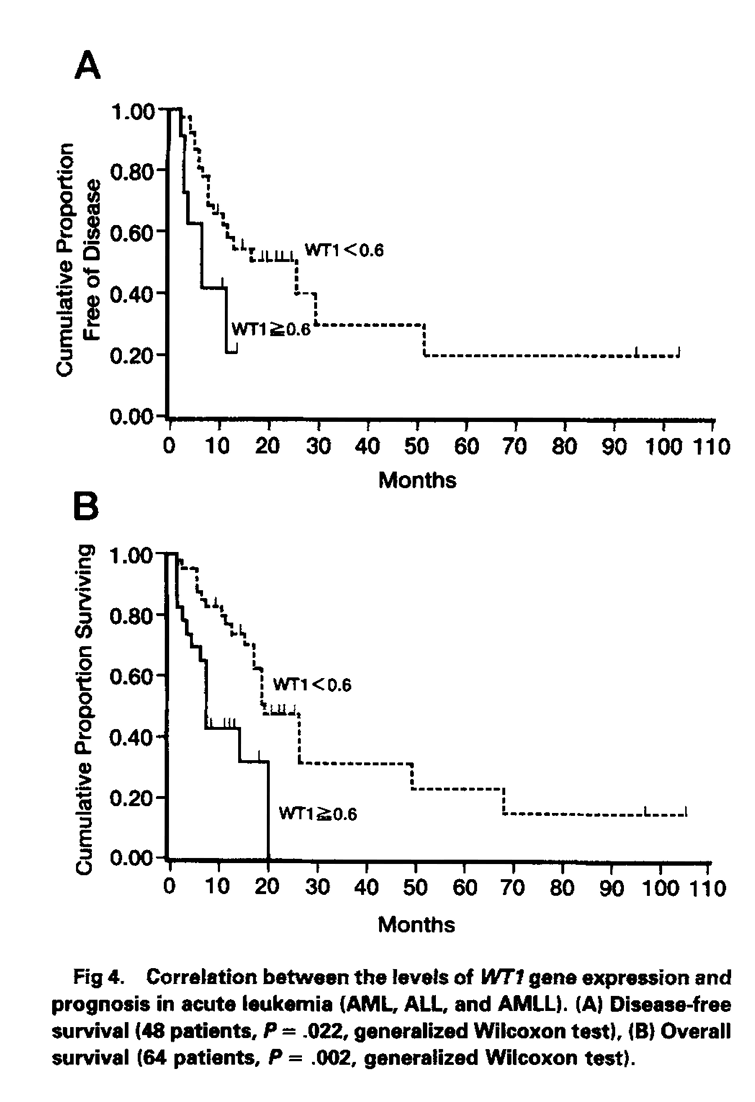 A
Cumulative Proportion
Free of Disease
1.00
0.80
0.60
0.40
0.20
0.00
WT1<0.6
WT1≧0.6
0 10 20 30 40 50 60 70 80 90 100 110
Months
B
Cumulative Proportion Surviving
1.00
0.80
0.60
0.40
0.20
0.00
WT1<0.6
WT1≧0.6
0 10 20 30 40 50 60 70 80 90 100 110
Months
Fig 4. Correlation between the levels of WT1 gene expression and
prognosis in acute leukemia (AML, ALL, and AMLL). (A) Disease-free
survival (48 patients, P = .022, generalized Wilcoxon test), (B) Overall
survival (64 patients, P = .002, generalized Wilcoxon test).